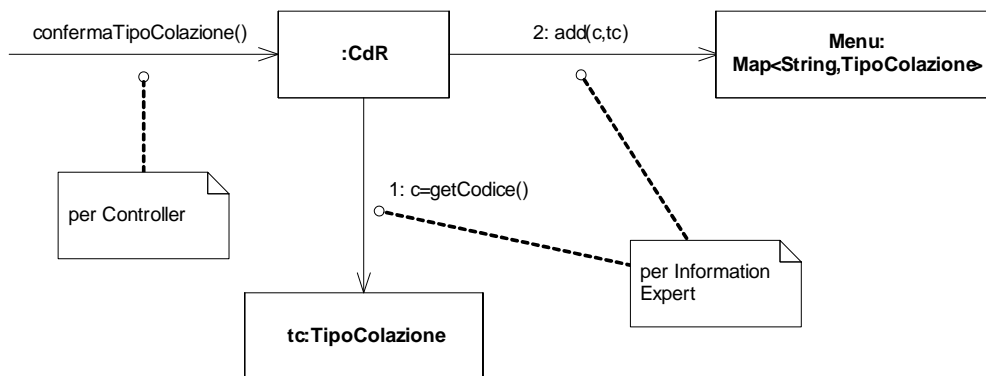 confermaTipoColazione()
:CdR
2: add(c,tc)
Menu:
Map<String,TipoColazione>
per Controller
1: c=getCodice()
per Information
Expert
tc:TipoColazione